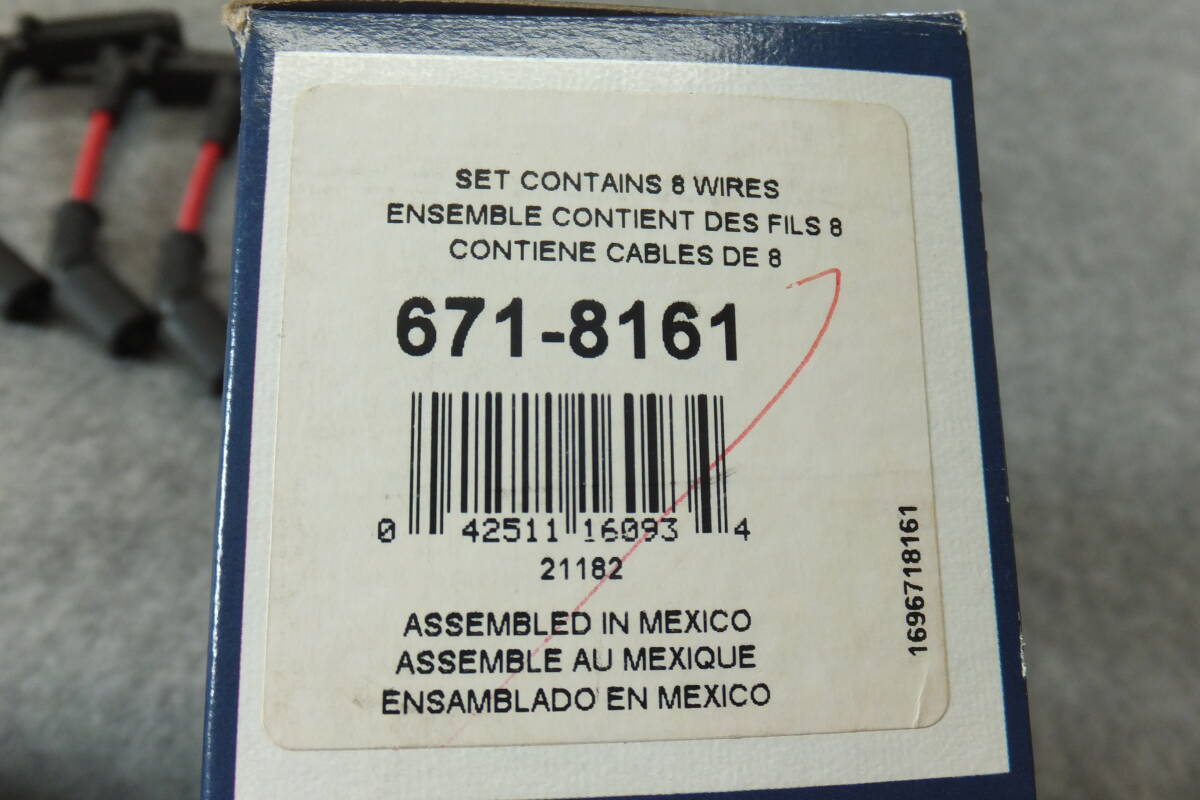 SET CONTAINS 8 WIRES
ENSEMBLE CONTIENT DES FILS 8
CONTIENE CABLES DE 8
671-8161
0 42511 16093 4
21182
ASSEMBLED IN MEXICO
ASSEMBLE AU MEXIQUE
ENSAMBLADO EN MEXICO
1696718161